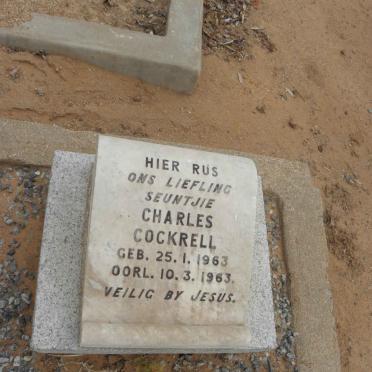 HIER RUS
ONS LIEFLING
SEUNTJIE
CHARLES
COCKRELL
GEB. 25.1.1963
OORL. 10.3.1963.
VEILIG BY JESUS.